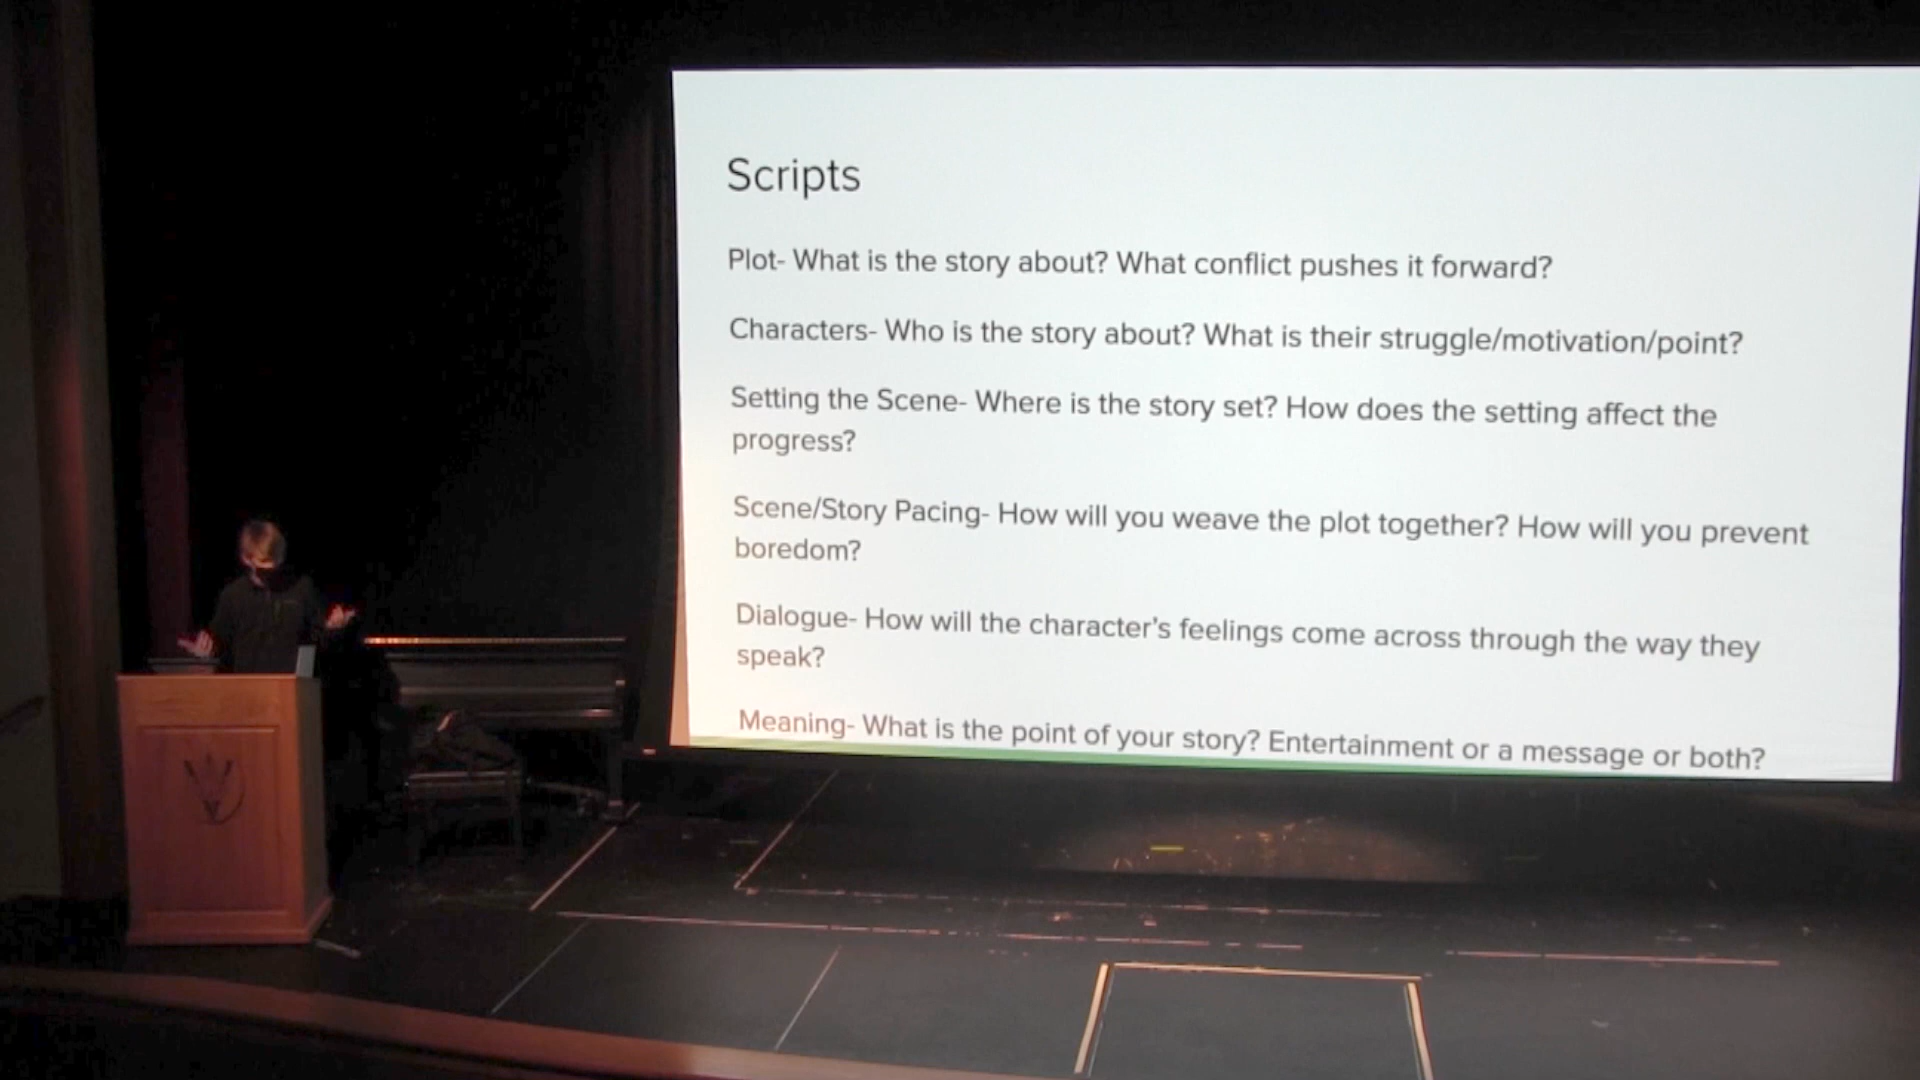 Scripts
Plot- What is the story about? What conflict pushes it forward?
Characters- Who is the story about? What is their struggle/motivation/point?
Setting the Scene- Where is the story set? How does the setting affect the
progress?
Scene/Story Pacing- How will you weave the plot together? How will you prevent
boredom?
Dialogue- How will the character's feelings come across through the way they
speak?
Meaning- What is the point of your story? Entertainment or a message or both?